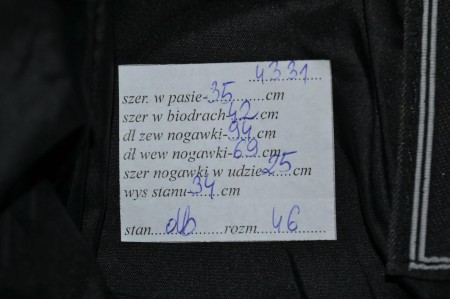 4331
szer. w pasie-35.............cm
szer w biodrach-42.....cm
dł zew nogawki-94....cm
dł wew nogawki-69...cm
szer nogawki w udzie 25.....cm
wys stanu-34...cm
stan....db..........rozm....46......